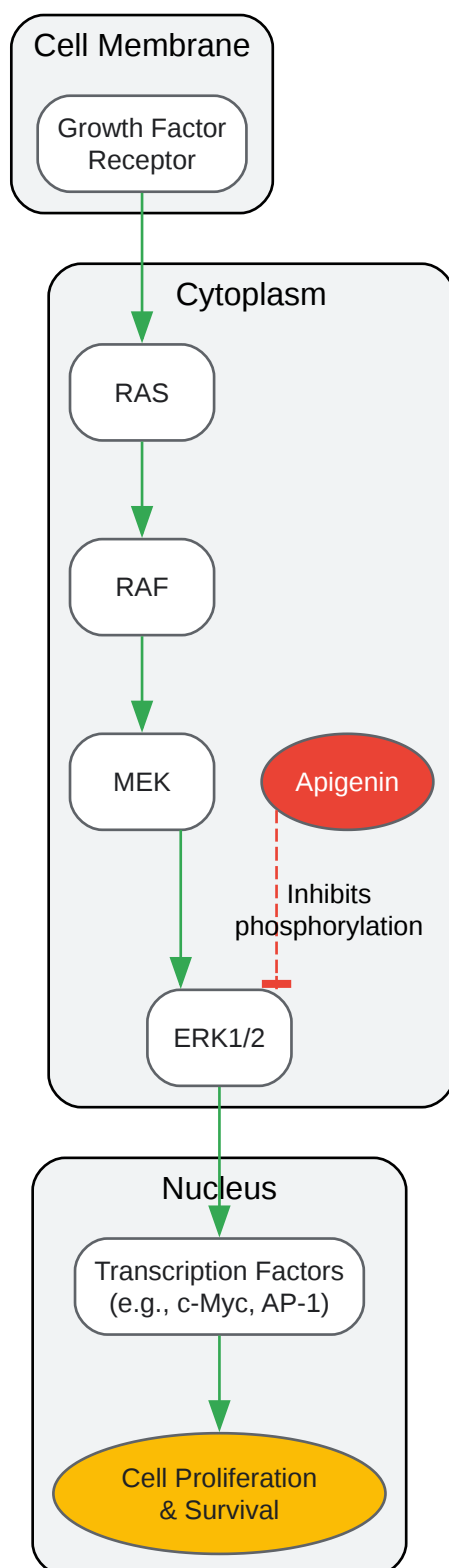 Cell Membrane
Growth Factor
Receptor
Cytoplasm
RAS
RAF
MEK
Apigenin
Inhibits
phosphorylation
ERK1/2
Nucleus
Transcription Factors
(e.g., c-Myc, AP-1)
Cell Proliferation
& Survival